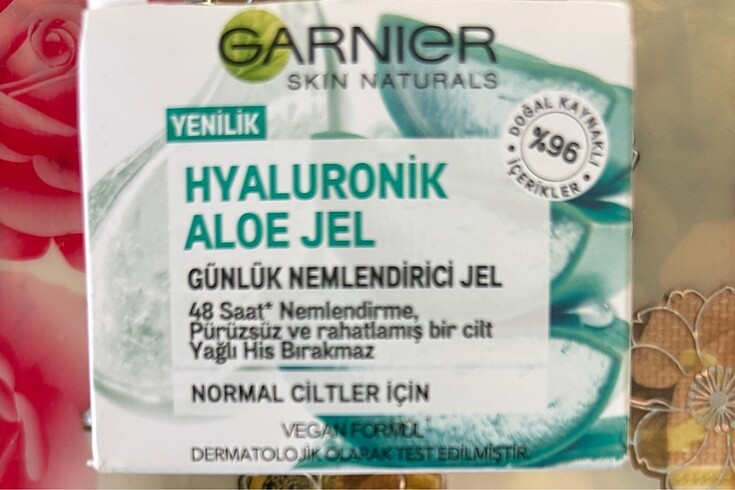 GARNIER
SKIN NATURALS
YENİLİK
DOĞAL KAYNAKLI
%96
İÇERİKLER
HYALURONİK
ALOE JEL
GÜNLÜK NEMLENDİRİCİ JEL
48 Saat* Nemlendirme,
Pürüzsüz ve rahatlamış bir cilt
Yağlı His Bırakmaz
NORMAL CİLTLER İÇİN
VEGAN FORMÜL
DERMATOLOJİK OLARAK TEST EDİLMİŞTİR.